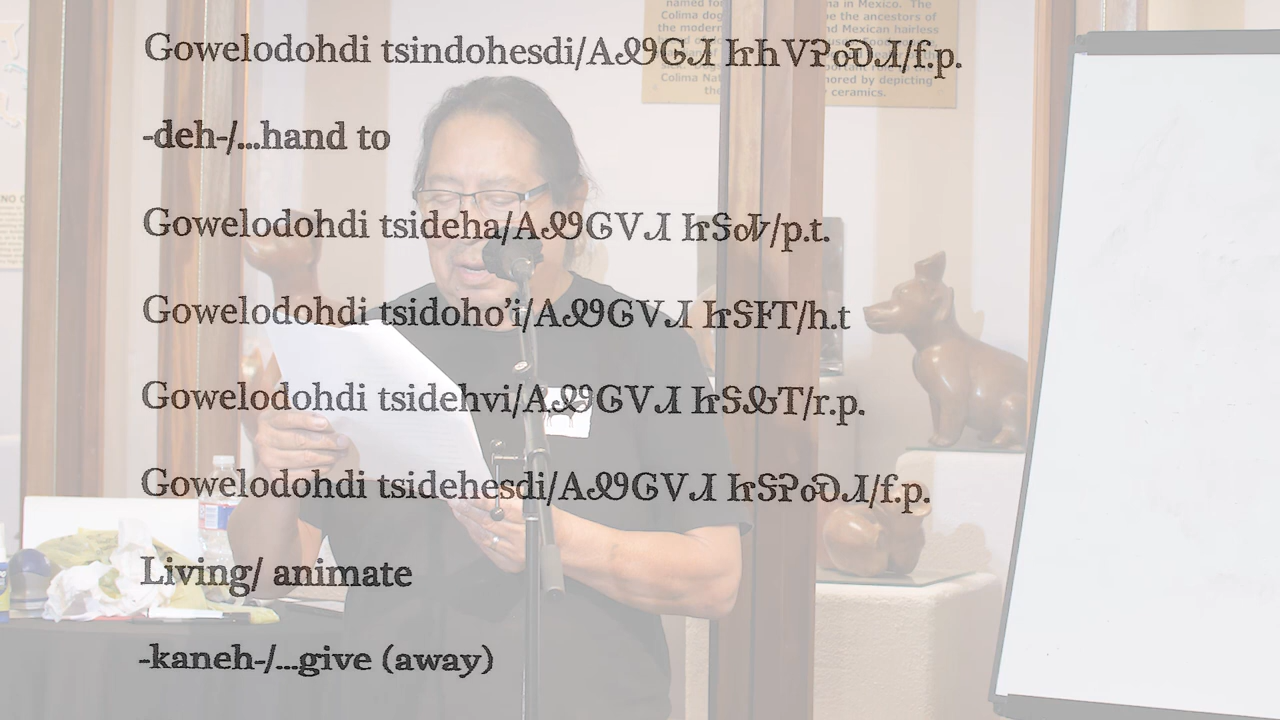 Gowelodohdi tsindohesdi/ᎪᏪᎶᏗ ᏥᏂᏙᎮᏍᏗ/f.p.
-deh-/...hand to
Gowelodohdi tsideha/ᎪᏪᎶᏙᏗ ᏥᏕᎭ/p.t.
Gowelodohdi tsidoho’i/ᎪᏪᎶᏙᏗ ᏥᏕᎰᎢ/h.t
Gowelodohdi tsidehvi/ᎪᏪᎶᏙᏗ ᏥᏕᎲᎢ/r.p.
Gowelodohdi tsidehesdi/ᎪᏪᎶᏙᏗ ᏥᏕᎮᏍᏗ/f.p.
Living/ animate
-kaneh-/...give (away)